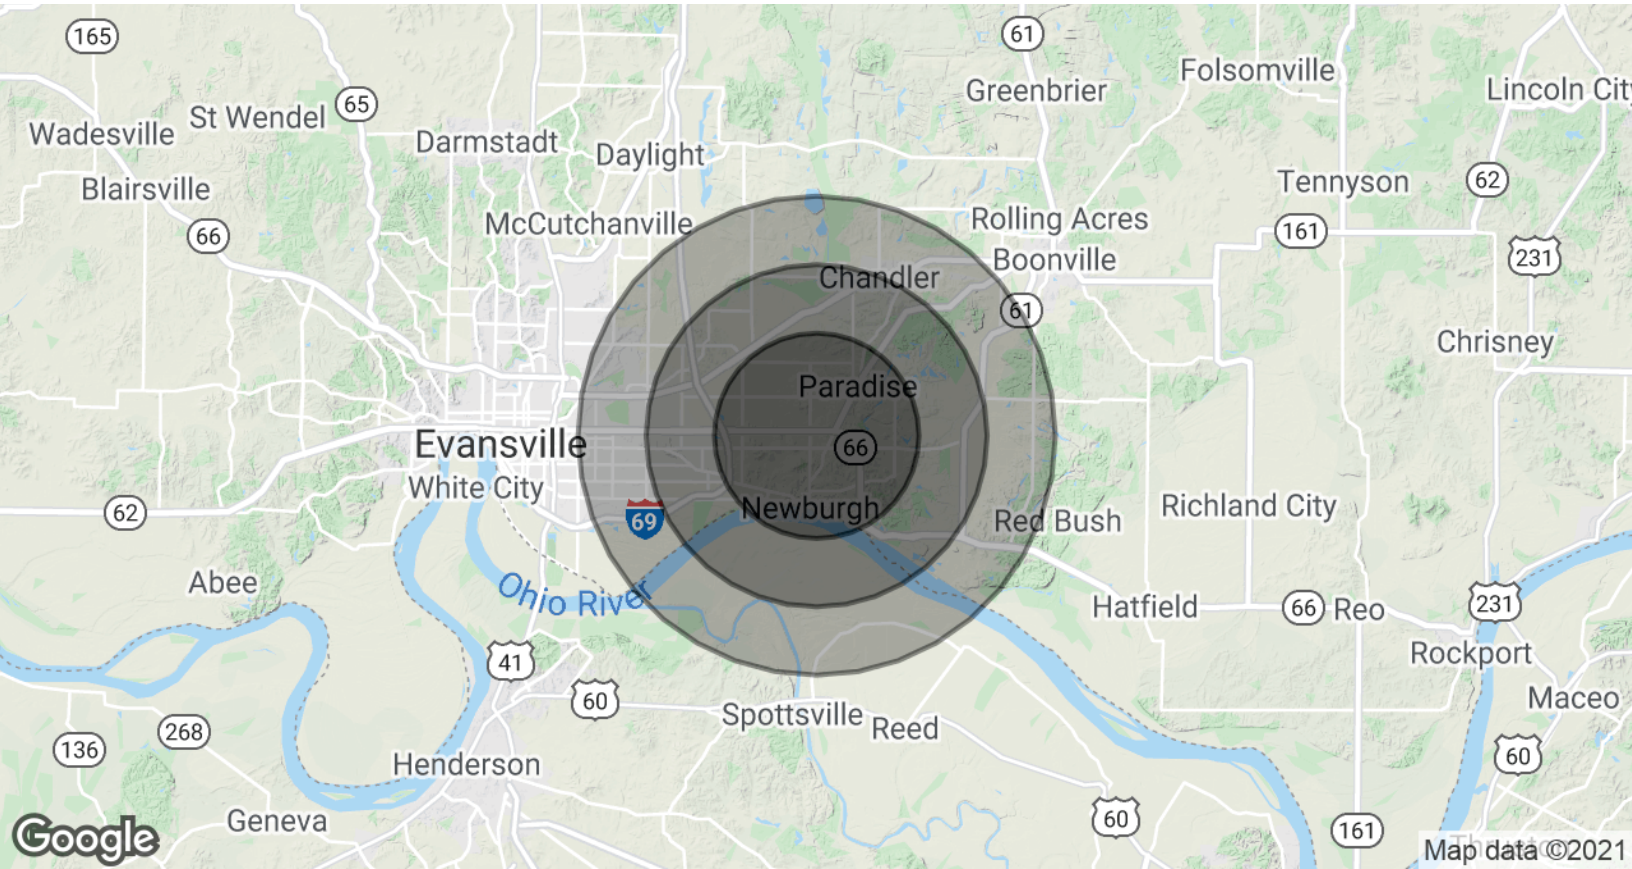 165
61
Folsomville
Greenbrier
Lincoln City
65
St Wendel
Wadesville
Darmstadt
Daylight
Tennyson
62
Blairsville
McCutchanville
Rolling Acres
161
66
Boonville
231
Chandler
61
Chrisney
Paradise
Evansville
66
White City
62
69
Newburgh
Red Bush
Richland City
Abee
Ohio River
Hatfield
66
Reo
231
41
Rockport
60
Maceo
268
Spottsville
Reed
136
Henderson
60
Geneva
60
161
Google
Map data ©2021